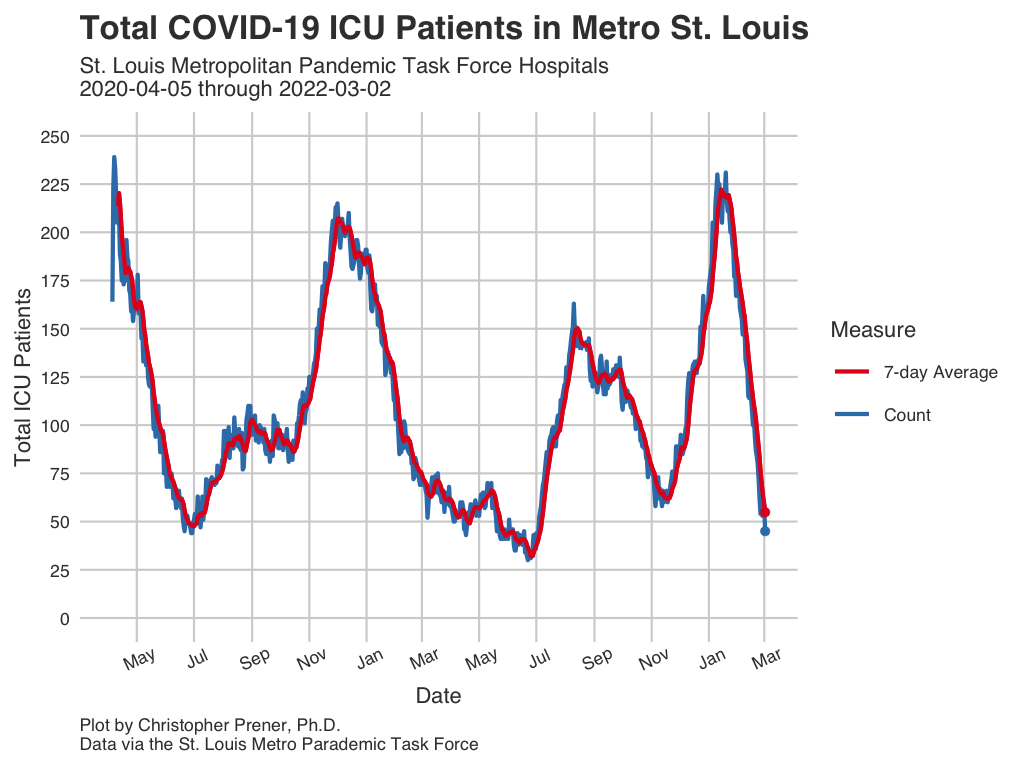 Total COVID-19 ICU Patients in Metro St. Louis
St. Louis Metropolitan Pandemic Task Force Hospitals
2020-04-05 through 2022-03-02
250
225
200
175
150
125
100
75
50
25
0
Total ICU Patients
May
Jul
Sep
Nov
Jan
Mar
May
Jul
Sep
Nov
Jan
Mar
Date
Measure
7-day Average
Count
Plot by Christopher Prener, Ph.D.
Data via the St. Louis Metro Parademic Task Force